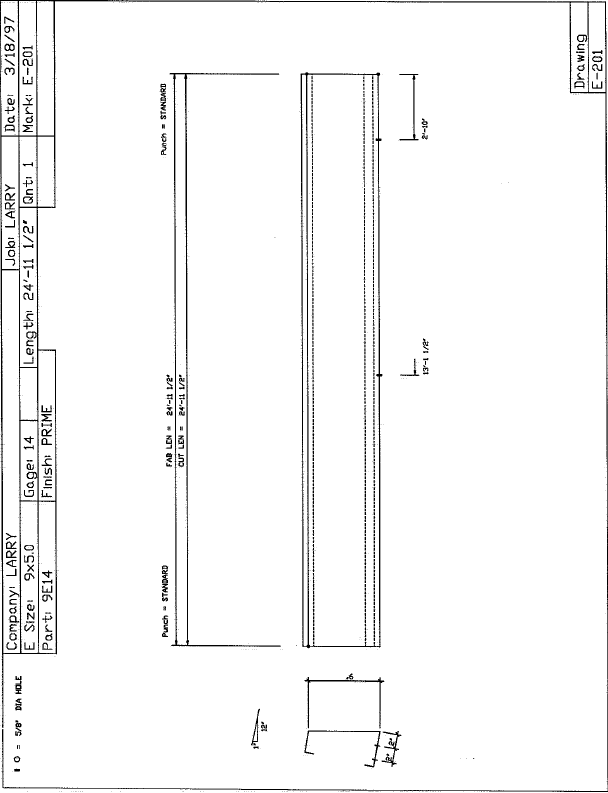 Company: LARRY
Job: LARRY
Date: 3/18/97
E Size: 9x5.0
Gage: 14
Length: 24'-11 1/2"
Qnt: 1
Mark: E-201
Part: 9E14
Finish: PRIME
Drawing
E-201
= 5/8" DIA HOLE
Punch = STANDARD
Punch = STANDARD
FAB LEN = 24'-11 1/2"
CUT LEN = 24'-11 1/2"
2'-10"
13'-1 1/2"
1"
12"
9"
2"
2"